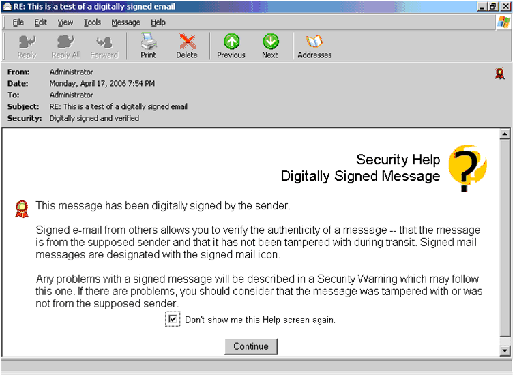 RE: This is a test of a digitally signed email
File Edit View Tools Message Help
Reply Reply All Forward Print Delete Previous Next Addresses
From: Administrator
Date: Monday, April 17, 2006 7:54 PM
To: Administrator
Subject: RE: This is a test of a digitally signed email
Security: Digitally signed and verified
Security Help
Digitally Signed Message
This message has been digitally signed by the sender.
Signed e-mail from others allows you to verify the authenticity of a message -- that the message
is from the supposed sender and that it has not been tampered with during transit. Signed mail
messages are designated with the signed mail icon.
Any problems with a signed message will be described in a Security Warning which may follow
this one. If there are problems, you should consider that the message was tampered with or was
not from the supposed sender.
Don't show me this Help screen again.
Continue